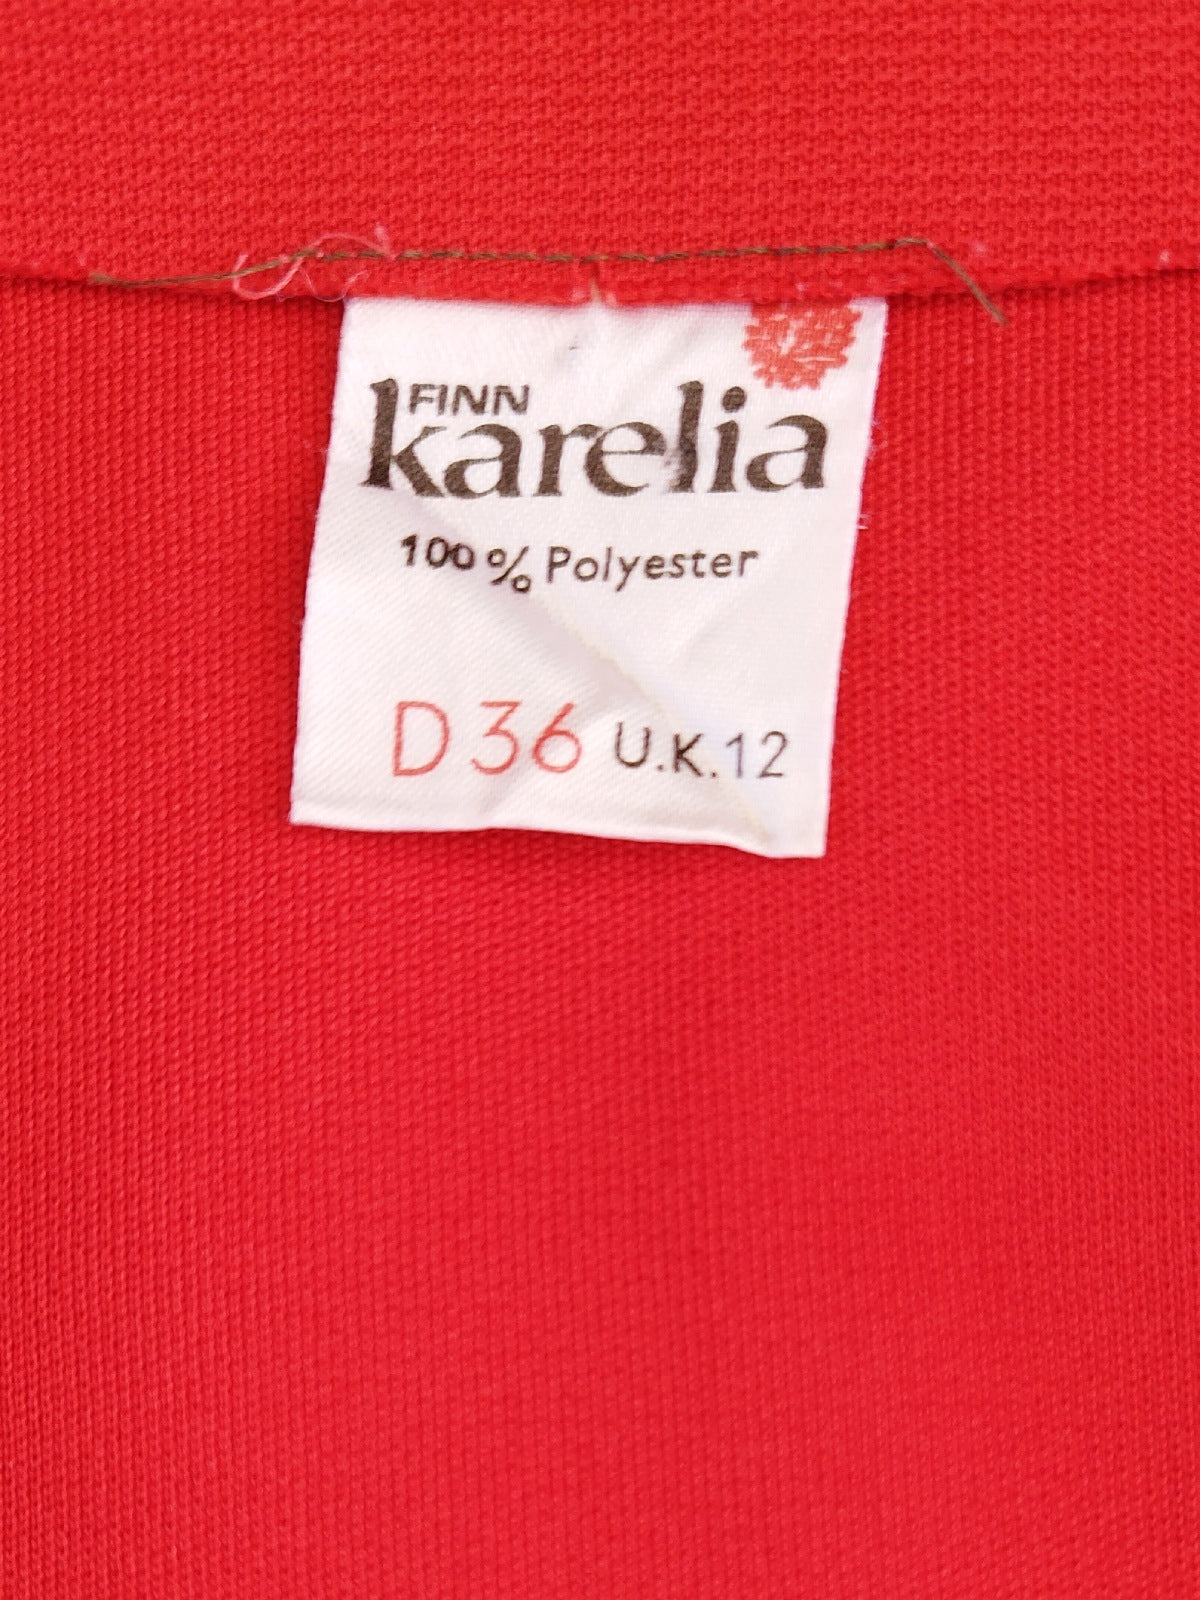 FINN
karelia
100% Polyester
D36 U.K.12